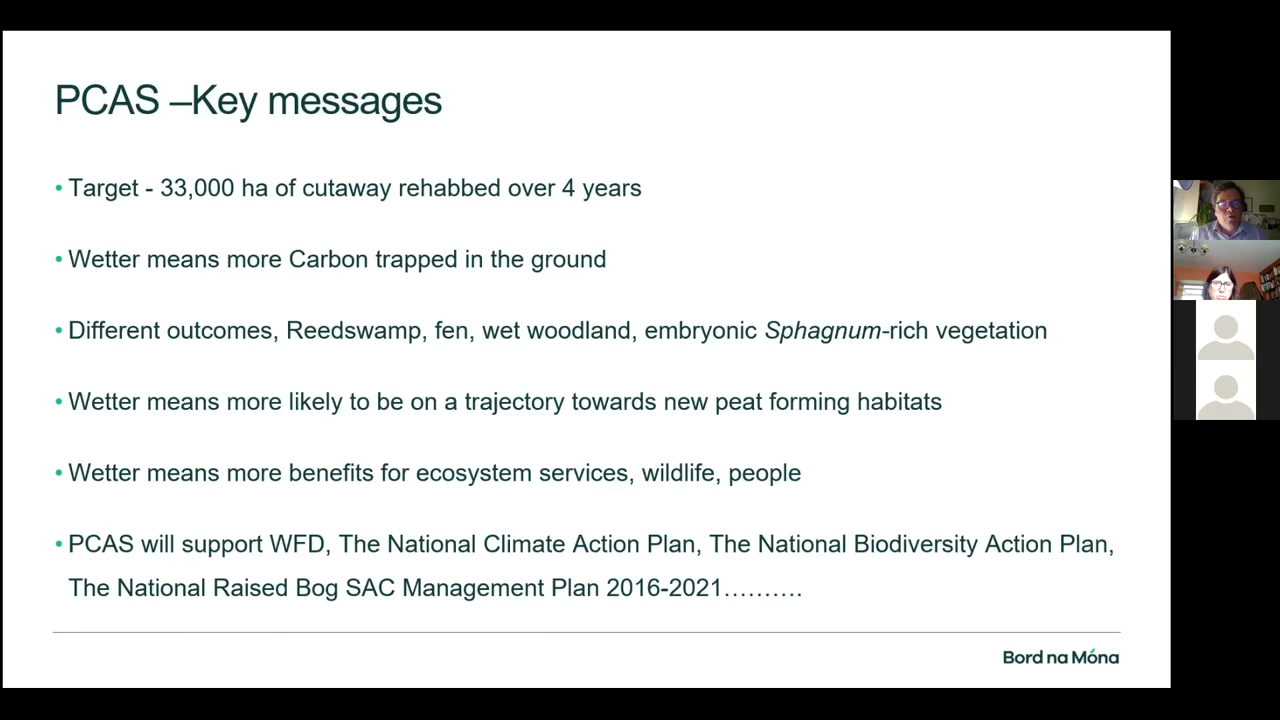 PCAS –Key messages
• Target - 33,000 ha of cutaway rehabbed over 4 years
• Wetter means more Carbon trapped in the ground
• Different outcomes, Reedswamp, fen, wet woodland, embryonic Sphagnum-rich vegetation
• Wetter means more likely to be on a trajectory towards new peat forming habitats
• Wetter means more benefits for ecosystem services, wildlife, people
• PCAS will support WFD, The National Climate Action Plan, The National Biodiversity Action Plan,
The National Raised Bog SAC Management Plan 2016-2021……….
Bord na Móna